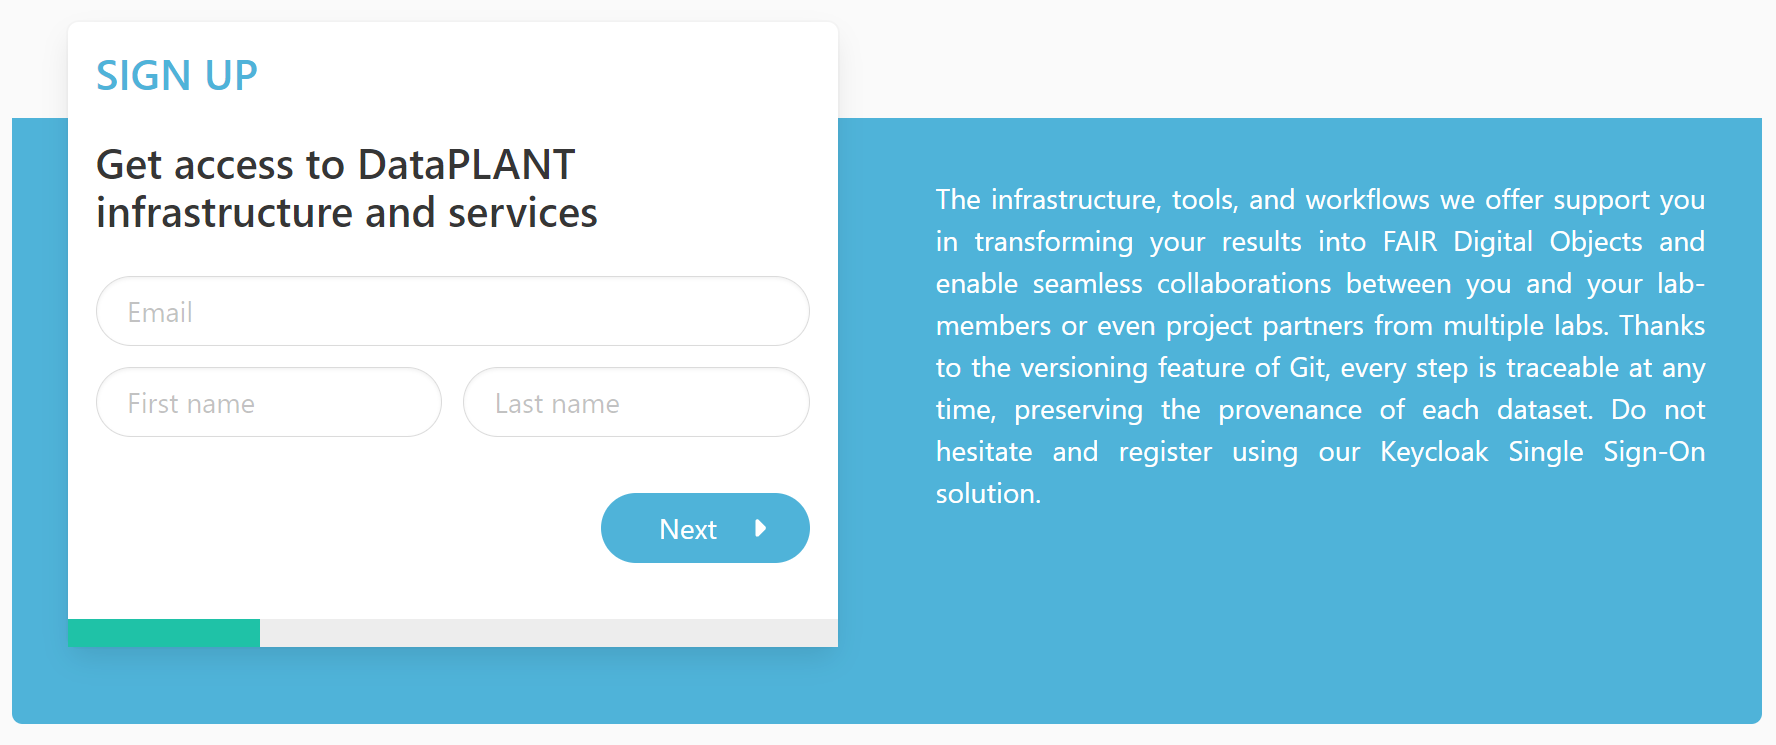 SIGN UP
Get access to DataPLANT
infrastructure and services
Email
First name
Last name
Next
The infrastructure, tools, and workflows we offer support you
in transforming your results into FAIR Digital Objects and
enable seamless collaborations between you and your lab-
members or even project partners from multiple labs. Thanks
to the versioning feature of Git, every step is traceable at any
time, preserving the provenance of each dataset. Do not
hesitate and register using our Keycloak Single Sign-On
solution.